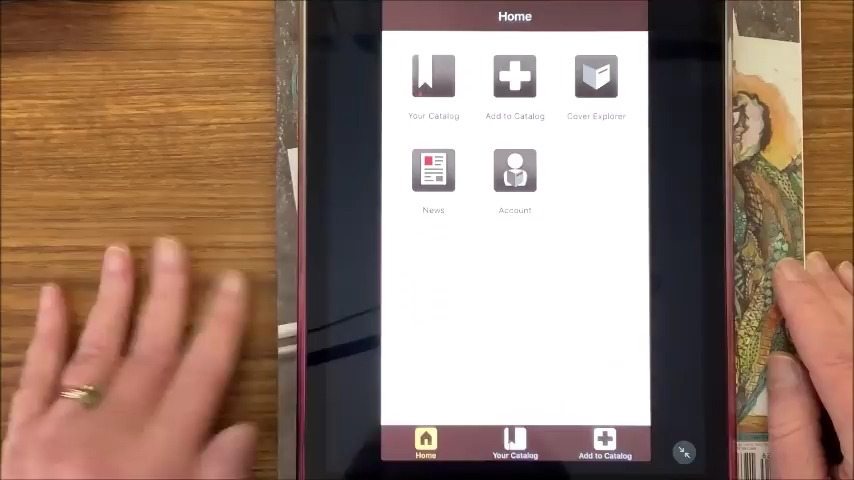 Home
Your Catalog
Add to Catalog
Cover Explorer
News
Account
Home
Your Catalog
Add to Catalog